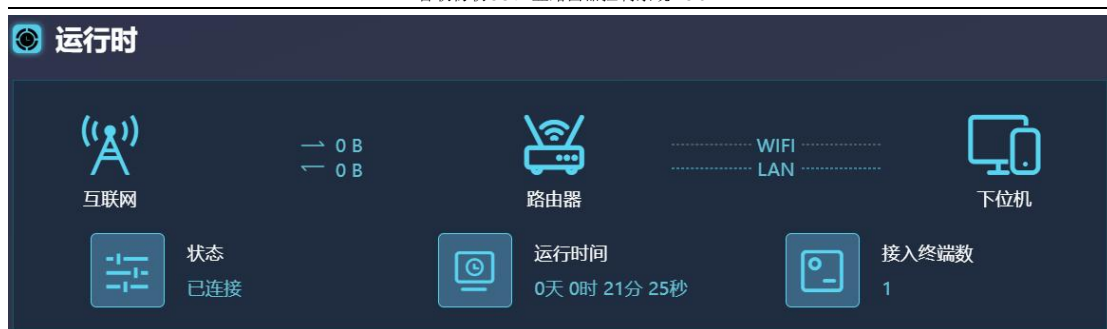 运行时
0 B
0 B
WIFI
LAN
互联网
路由器
下位机
状态
已连接
运行时间
0天 0时 21分 25秒
接入终端数
1